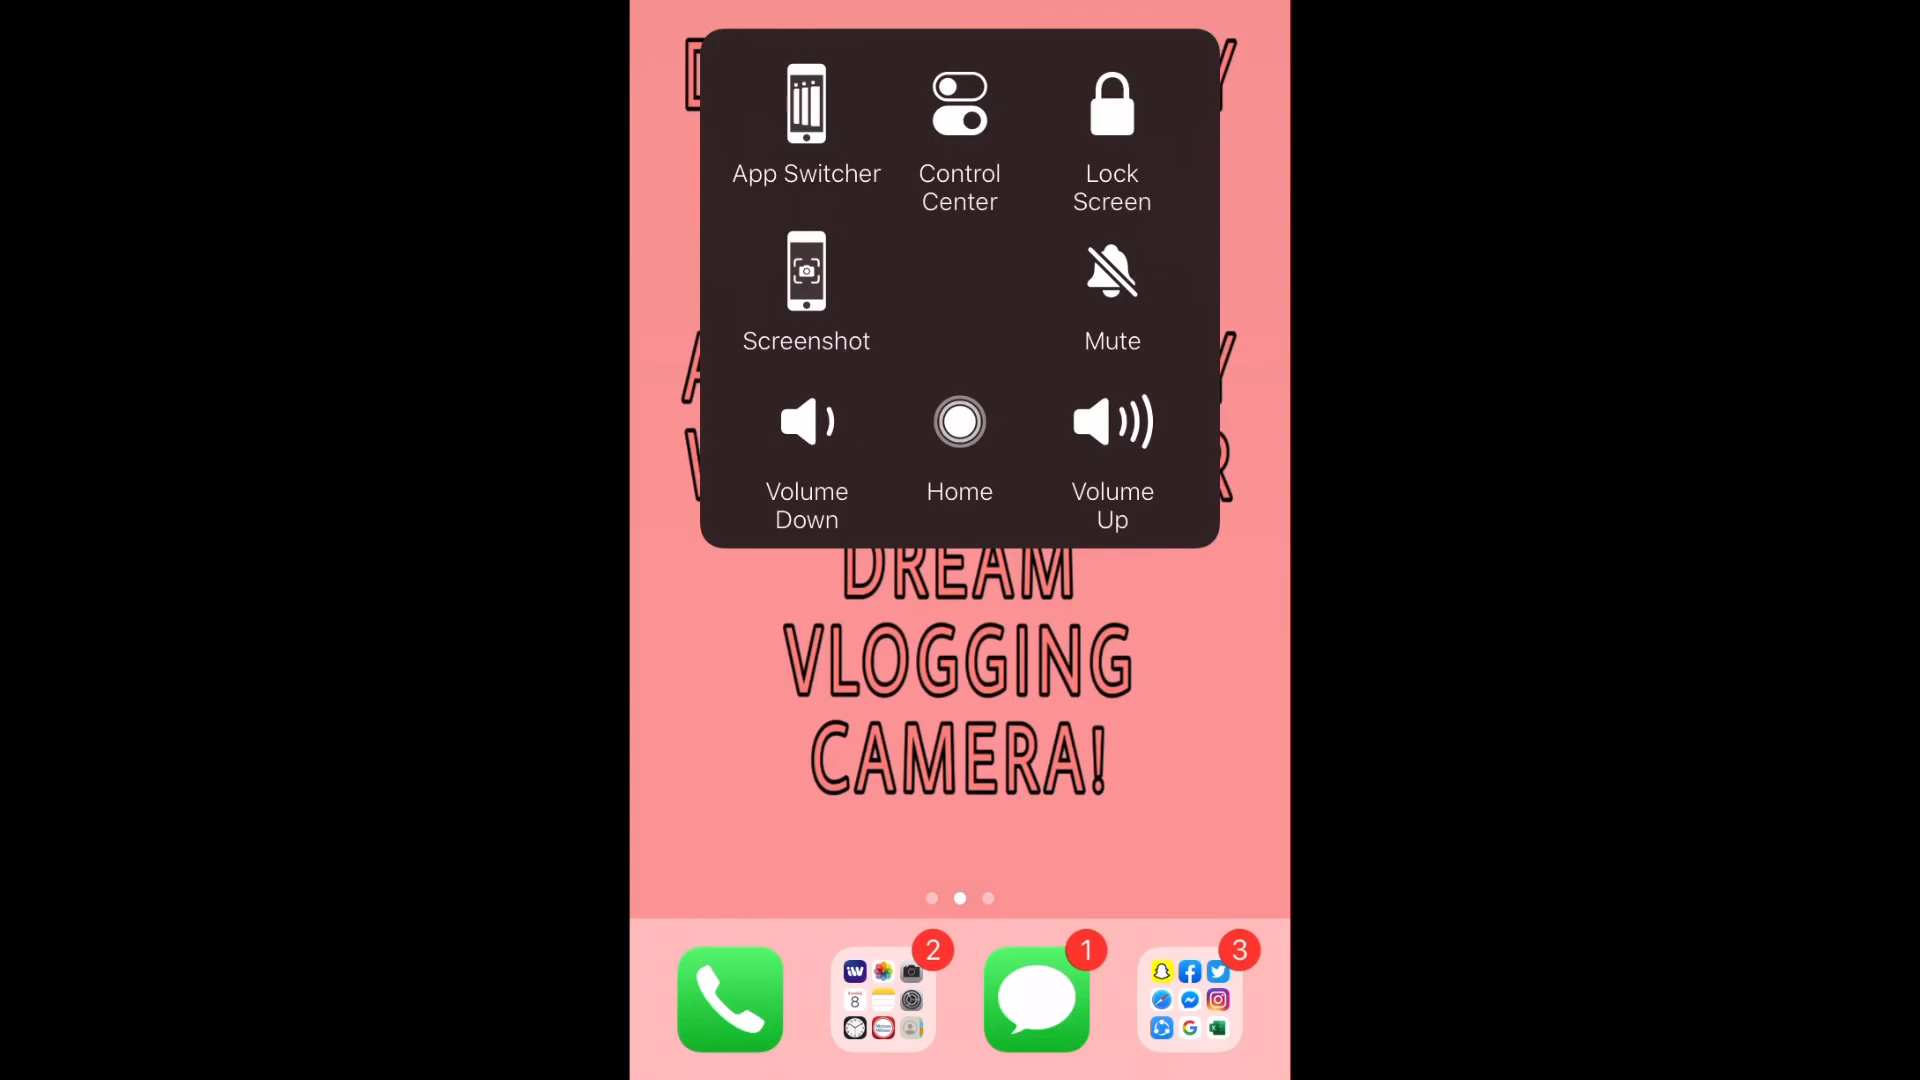 App Switcher
Control
Center
Lock
Screen
Screenshot
Mute
Volume
Down
Home
Volume
Up
DREAM
VLOGGING
CAMERA!
2
1
3
8